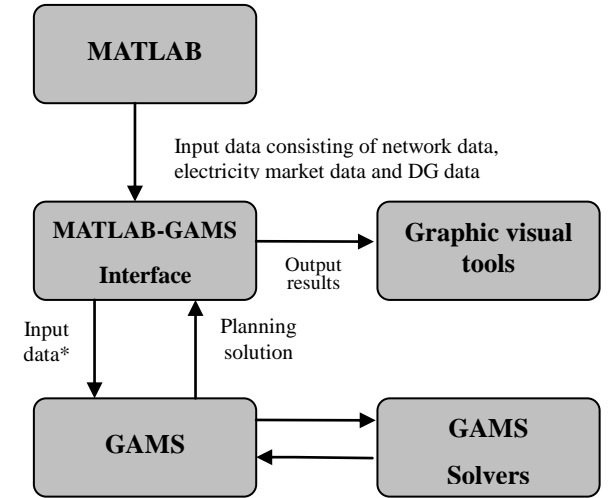 MATLAB
Input data consisting of network data,
electricity market data and DG data
MATLAB-GAMS
Interface
Graphic visual
tools
Output
results
Input
data*
Planning
solution
GAMS
GAMS
Solvers